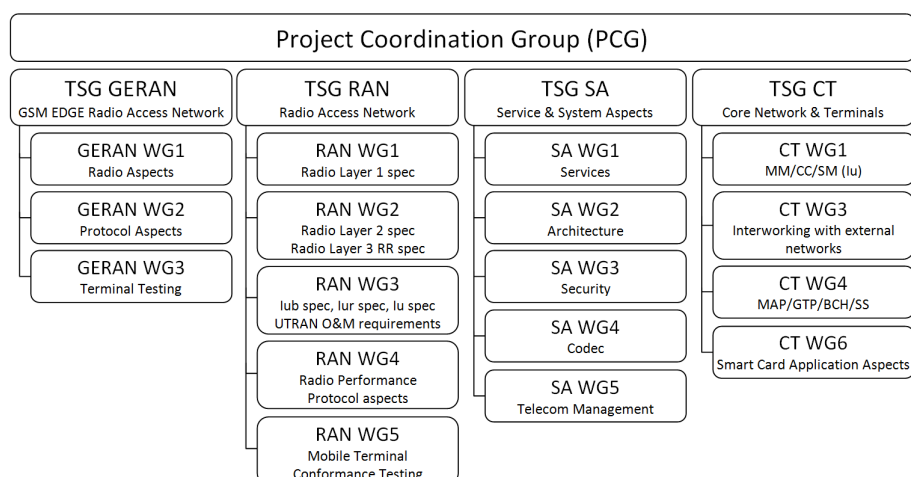 Project Coordination Group (PCG)
TSG GERAN
GSM EDGE Radio Access Network
GERAN WG1
Radio Aspects
GERAN WG2
Protocol Aspects
GERAN WG3
Terminal Testing
TSG RAN
Radio Access Network
RAN WG1
Radio Layer 1 spec
RAN WG2
Radio Layer 2 spec
Radio Layer 3 RR spec
RAN WG3
Iub spec, Iur spec, Iu spec
UTRAN O&M requirements
RAN WG4
Radio Performance
Protocol aspects
RAN WG5
Mobile Terminal
Conformance Testing
TSG SA
Service & System Aspects
SA WG1
Services
SA WG2
Architecture
SA WG3
Security
SA WG4
Codec
SA WG5
Telecom Management
TSG CT
Core Network & Terminals
CT WG1
MM/CC/SM (Iu)
CT WG3
Interworking with external
networks
CT WG4
MAP/GTP/BCH/SS
CT WG6
Smart Card Application Aspects